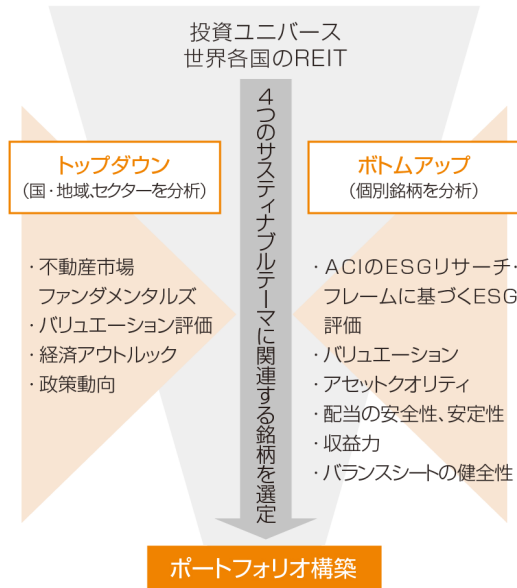 投資ユニバース
世界各国のREIT
4つのサスティナブルテーマに関連する銘柄を選定
トップダウン
(国・地域、セクターを分析)
・不動産市場
ファンダメンタルズ
・バリュエーション評価
・経済アウトルック
・政策動向
ボトムアップ
(個別銘柄を分析)
・ACIのESGリサーチ・
フレームに基づくESG
評価
・バリュエーション
・アセットクオリティ
・配当の安全性、安定性
・収益力
・バランスシートの健全性
ポートフォリオ構築